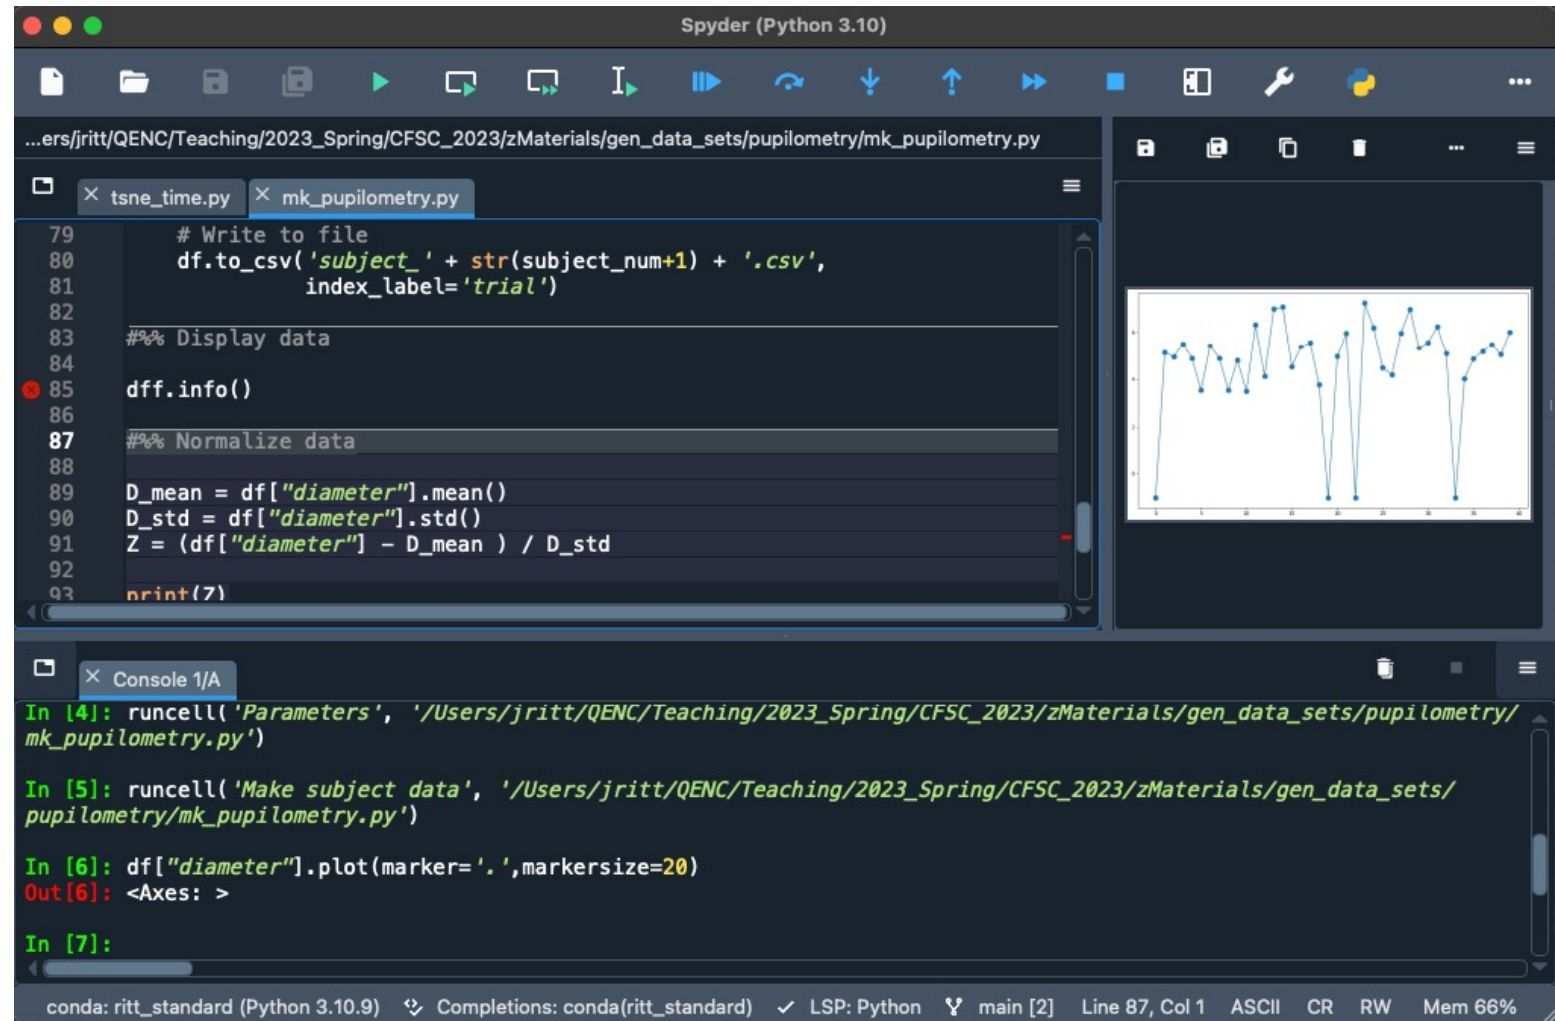 Spyder (Python 3.10)
...ers/jritt/QENC/Teaching/2023_Spring/CFSC_2023/zMaterials/gen_data_sets/pupilometry/mk_pupilometry.py
tsne_time.py
mk_pupilometry.py
79 # Write to file
80 df.to_csv('subject_' + str(subject_num+1) + '.csv',
81 index_label='trial')
82
83 #%% Display data
84
85 dff.info()
86
87 #%% Normalize data
88
89 D_mean = df["diameter"].mean()
90 D_std = df["diameter"].std()
91 Z = (df["diameter"] - D_mean ) / D_std
92
93 print(Z)
Console 1/A
In [4]: runcell('Parameters', '/Users/jritt/QENC/Teaching/2023_Spring/CFSC_2023/zMaterials/gen_data_sets/pupilometry/
mk_pupilometry.py')
In [5]: runcell('Make subject data', '/Users/jritt/QENC/Teaching/2023_Spring/CFSC_2023/zMaterials/gen_data_sets/
pupilometry/mk_pupilometry.py')
In [6]: df["diameter"].plot(marker='.',markersize=20)
Out[6]: <Axes: >
In [7]:
conda: ritt_standard (Python 3.10.9) Completions: conda(ritt_standard) LSP: Python main [2] Line 87, Col 1 ASCII CR RW Mem 66%